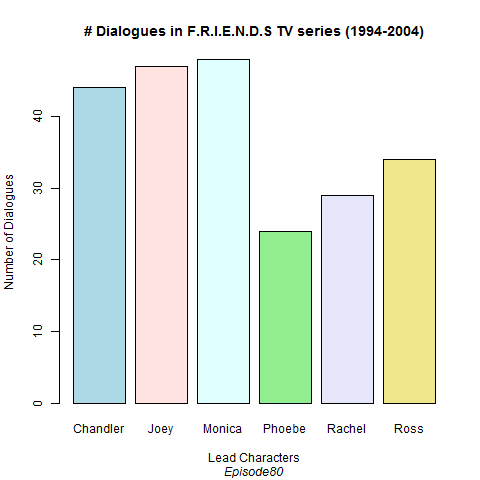 # Dialogues in F.R.I.E.N.D.S TV series (1994-2004)
Number of Dialogues
40
30
20
10
0
Chandler Joey Monica Phoebe Rachel Ross
Lead Characters
Episode80